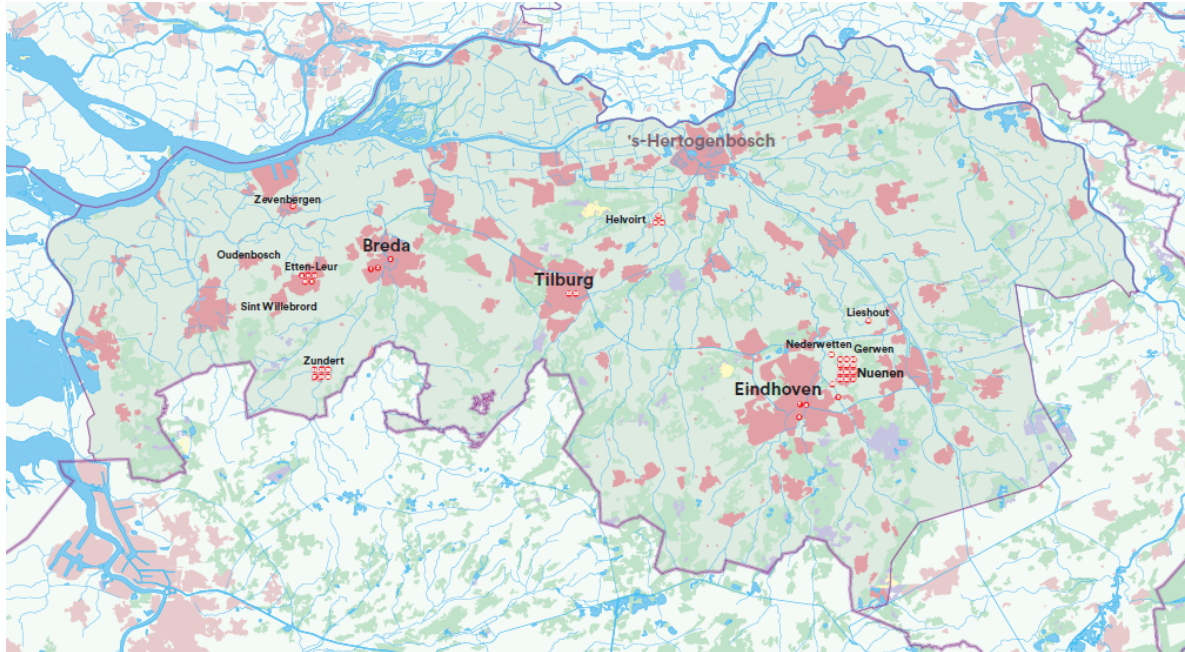 's-Hertogenbosch
Zevenbergen
Helvoirt
Breda
Oudenbosch
Etten-Leur
Tilburg
Sint Willebrord
Lieshout
Nederwetten
Gerwen
Zundert
Nuenen
Eindhoven